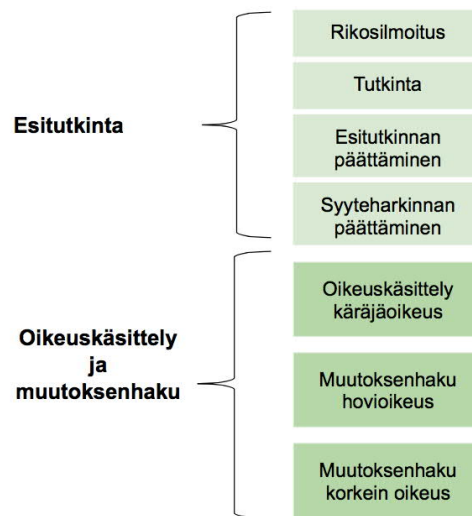 Esitutkinta
Rikosilmoitus
Tutkinta
Esitutkinnan
päättäminen
Syyteharkinnan
päättäminen
Oikeuskäsittely
ja
muutoksenhaku
Oikeuskäsittely
käräjäoikeus
Muutoksenhaku
hovioikeus
Muutoksenhaku
korkein oikeus